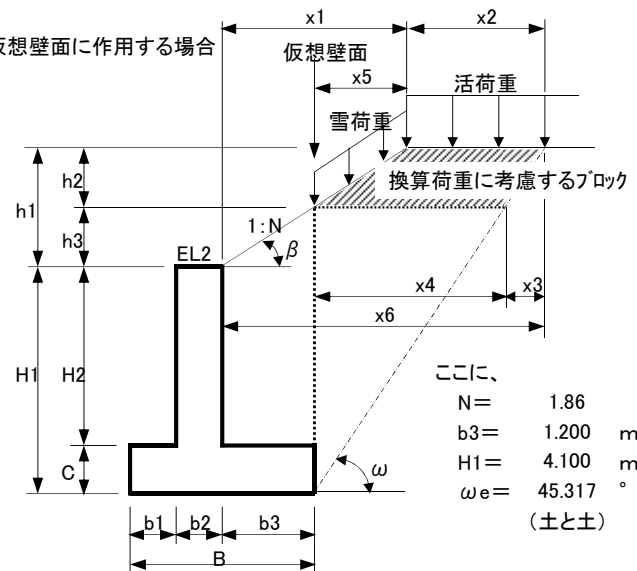 仮想壁面に作用する場合
x1
x2
仮想壁面
x5
活荷重
雪荷重
換算荷重に考慮するブロック
h1
h2
h3
1:N
β
EL2
x4
x3
x6
H1
H2
C
ω
b1
b2
b3
B
ここに、
N＝ 1.86
b3＝ 1.200 m
H1＝ 4.100 m
ωe＝ 45.317 °
（土と土）